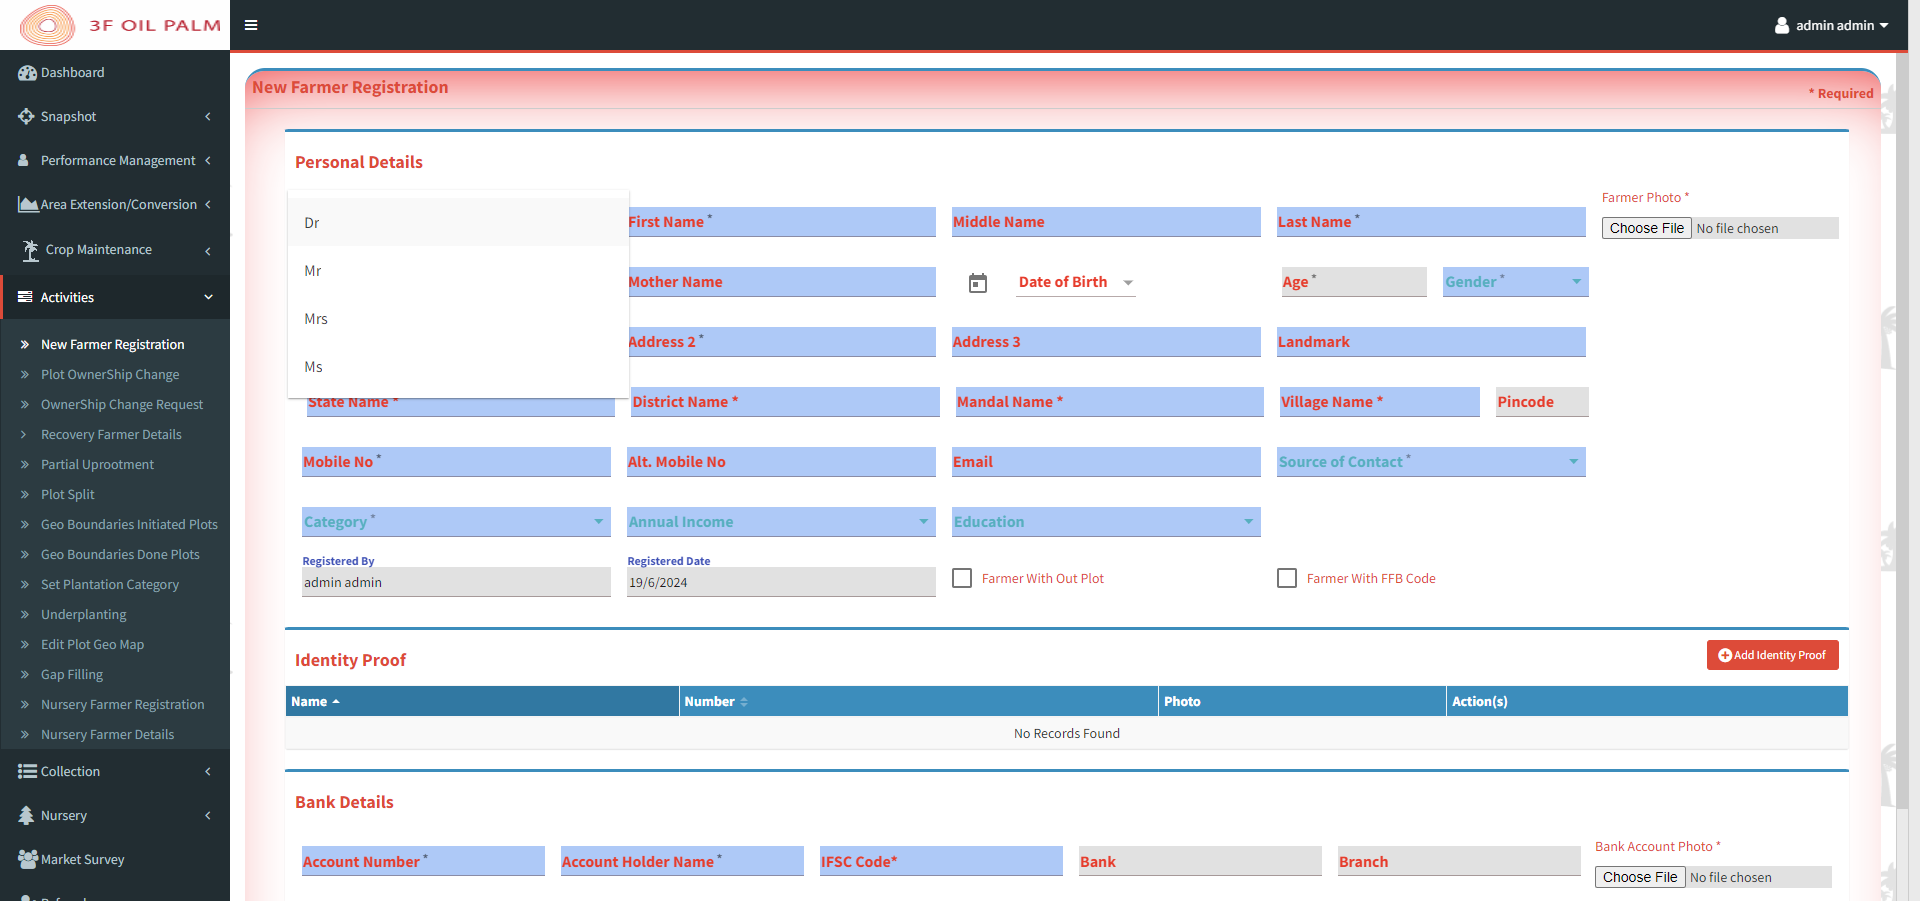 3F OIL PALM
admin admin
Dashboard
Snapshot
Performance Management
Area Extension/Conversion
Crop Maintenance
Activities
New Farmer Registration
Plot OwnerShip Change
OwnerShip Change Request
Recovery Farmer Details
Partial Uprootment
Plot Split
Geo Boundaries Initiated Plots
Geo Boundaries Done Plots
Set Plantation Category
Underplanting
Edit Plot Geo Map
Gap Filling
Nursery Farmer Registration
Nursery Farmer Details
Collection
Nursery
Market Survey
New Farmer Registration
* Required
Personal Details
Dr
Mr
Mrs
Ms
First Name *
Middle Name
Last Name *
Farmer Photo *
Choose File No file chosen
Mother Name
Date of Birth
Age *
Gender *
Address 2 *
Address 3
Landmark
State Name *
District Name *
Mandal Name *
Village Name *
Pincode
Mobile No *
Alt. Mobile No
Email
Source of Contact *
Category *
Annual Income
Education
Registered By
admin admin
Registered Date
19/6/2024
Farmer With Out Plot
Farmer With FFB Code
Identity Proof
Add Identity Proof
Name
Number
Photo
Action(s)
No Records Found
Bank Details
Account Number *
Account Holder Name *
IFSC Code*
Bank
Branch
Bank Account Photo *
Choose File No file chosen